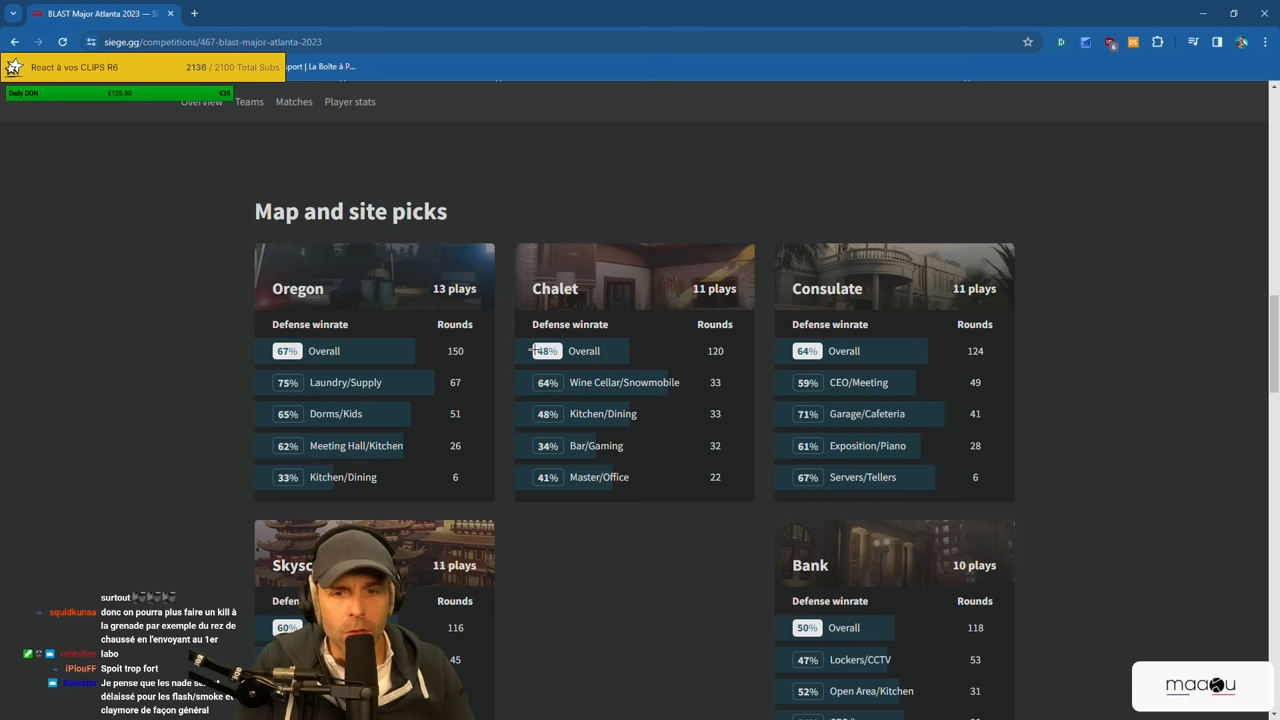 BLAST Major Atlanta 2023 — Si
siege.gg/competitions/467-blast-major-atlanta-2023
React à vos CLIPS R6 2136 / 2100 Total Subs
sport | La Boîte à P...
Daily DON €125.00 €35
Overview Teams Matches Player stats
Map and site picks
Oregon 13 plays
Defense winrate Rounds
67% Overall 150
75% Laundry/Supply 67
65% Dorms/Kids 51
62% Meeting Hall/Kitchen 26
33% Kitchen/Dining 6
Chalet 11 plays
Defense winrate Rounds
48% Overall 120
64% Wine Cellar/Snowmobile 33
48% Kitchen/Dining 33
34% Bar/Gaming 32
41% Master/Office 22
Consulate 11 plays
Defense winrate Rounds
64% Overall 124
59% CEO/Meeting 49
71% Garage/Cafeteria 41
61% Exposition/Piano 28
67% Servers/Tellers 6
Skysc 11 plays
Defen Rounds
60% 116
45
Bank 10 plays
Defense winrate Rounds
50% Overall 118
47% Lockers/CCTV 53
52% Open Area/Kitchen 31
surtout
squidkunaa donc on pourra plus faire un kill à
la grenade par exemple du rez de
chaussé en l'envoyant au 1er
labo
iPlouFF Spoit trop fort
Je pense que les nade
délaissé pour les flash/smoke et
claymore de façon général
maaou